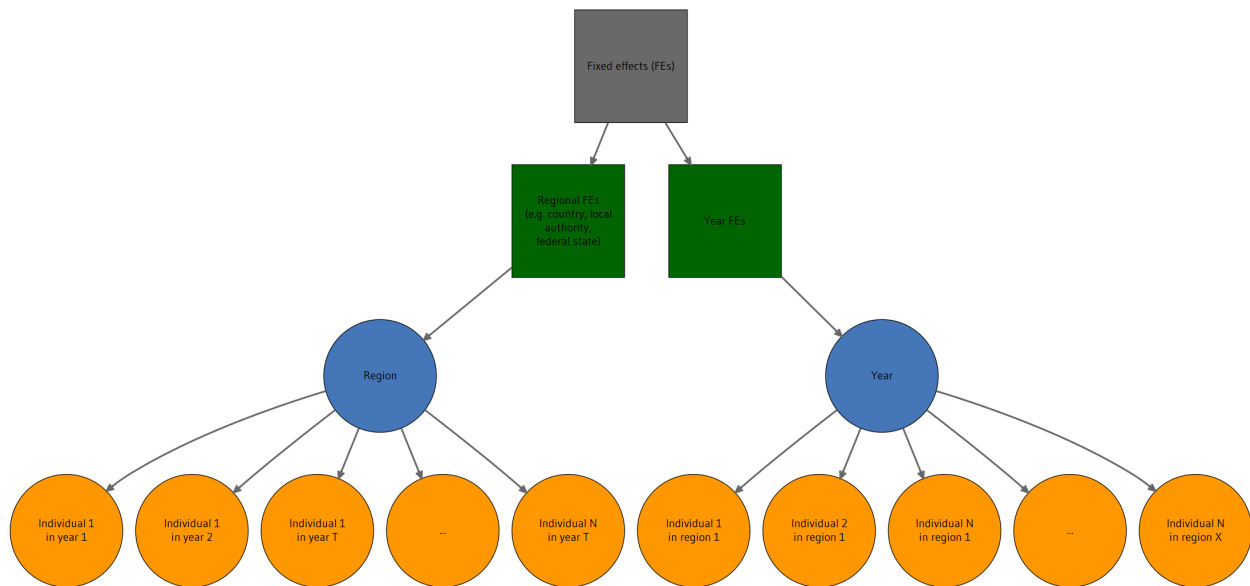 Fixed effects (FEs)
Regional FEs
(e.g. country, local
authority,
federal state)
Year FEs
Region
Year
Individual 1
in year 1
Individual 1
in year 2
Individual 1
in year T
...
Individual N
in year T
Individual 1
in region 1
Individual 2
in region 1
Individual N
in region 1
...
Individual N
in region X